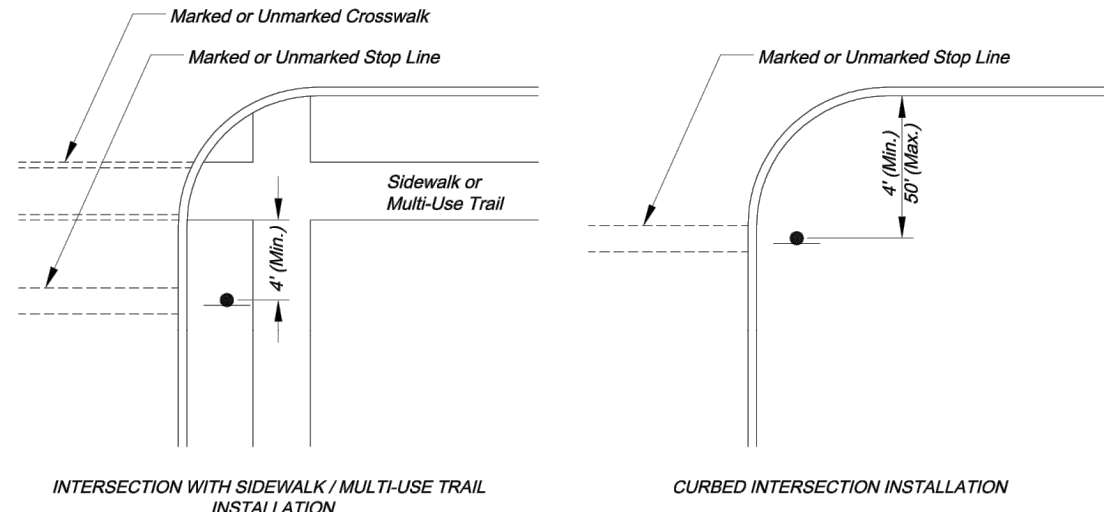 Marked or Unmarked Crosswalk
Marked or Unmarked Stop Line
Sidewalk or
Multi-Use Trail
4' (Min.)
INTERSECTION WITH SIDEWALK / MULTI-USE TRAIL
INSTALLATION
Marked or Unmarked Stop Line
4' (Min.)
50' (Max.)
CURBED INTERSECTION INSTALLATION